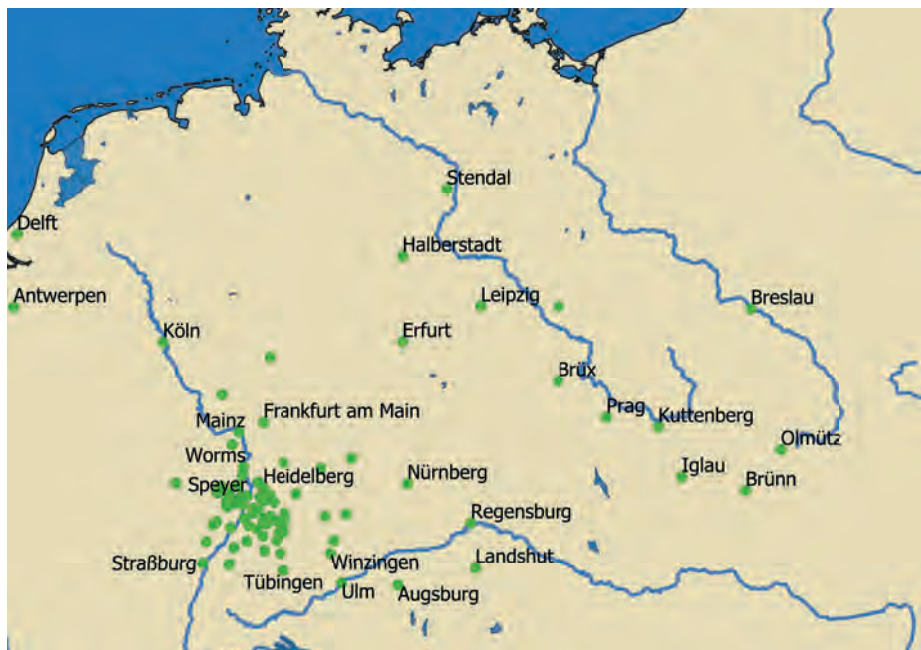 Stendal
Delft
Halberstadt
Antwerpen
Leipzig
Breslau
Köln
Erfurt
Brüx
Mainz
Frankfurt am Main
Prag
Kuttenberg
Olmütz
Worms
Heidelberg
Nürnberg
Iglau
Speyer
Brünn
Regensburg
Straßburg
Winzingen
Landshut
Tübingen
Ulm
Augsburg